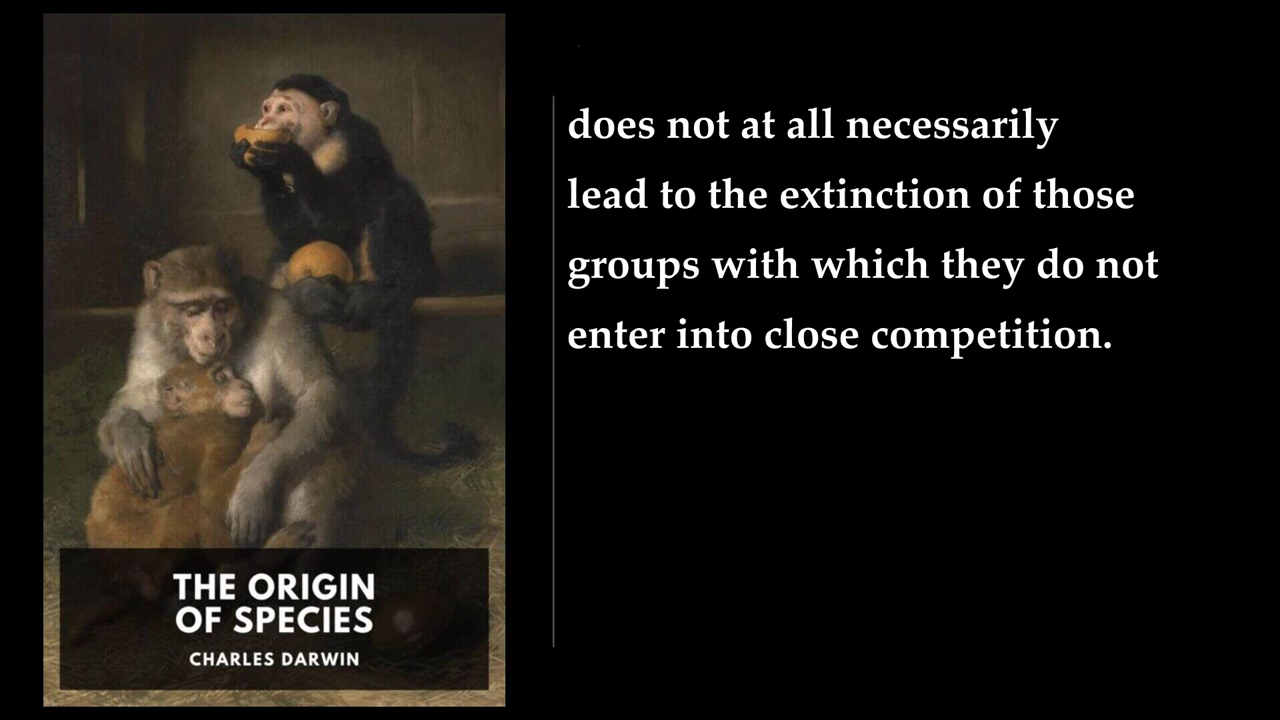 does not at all necessarily
lead to the extinction of those
groups with which they do not
enter into close competition.
THE ORIGIN
OF SPECIES
CHARLES DARWIN